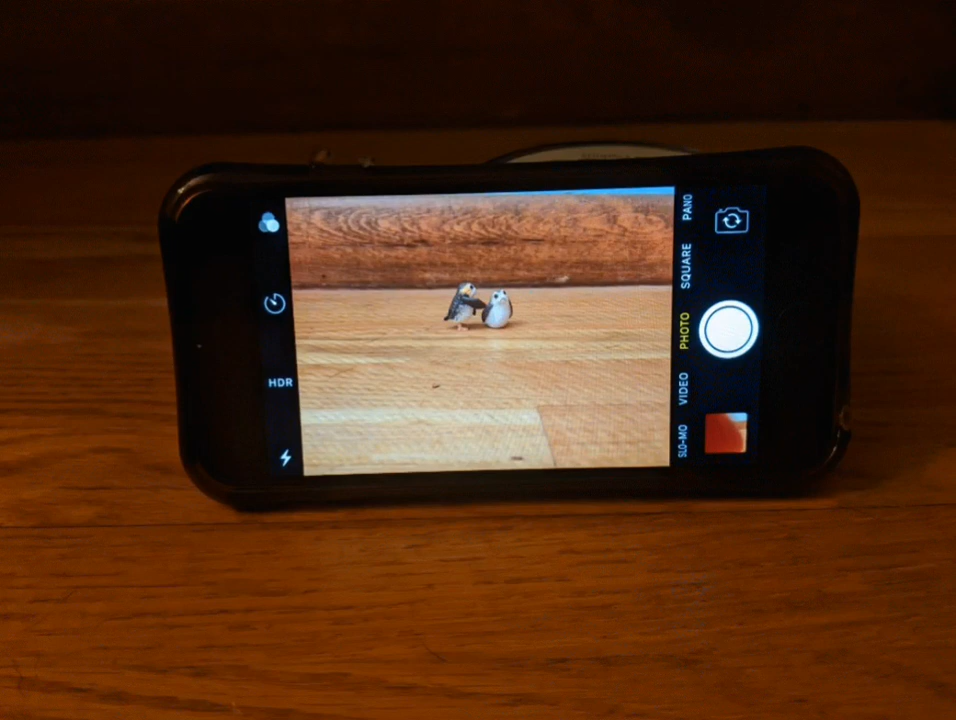 HDR
PANO
SQUARE
PHOTO
VIDEO
SLO-MO